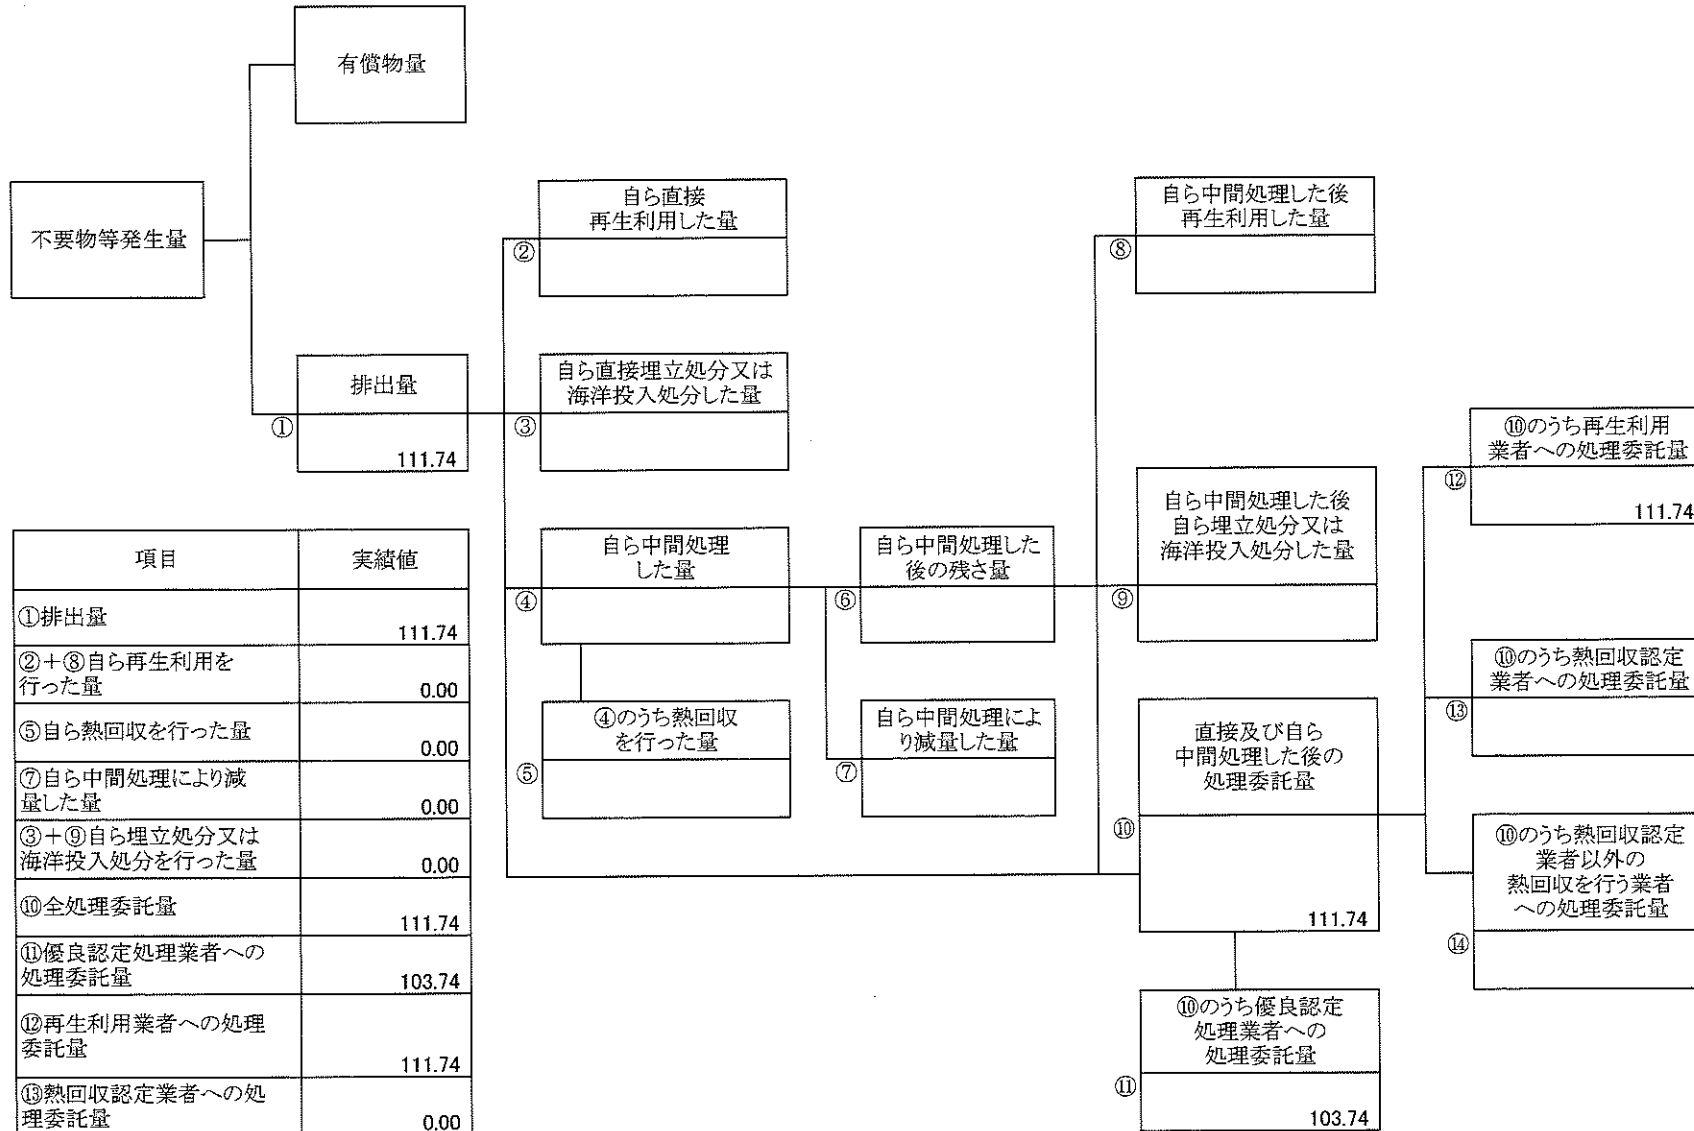 有償物量
不要物等発生量
自ら直接
再生利用した量
②
自ら中間処理した後
再生利用した量
⑧
排出量
①
111.74
自ら直接埋立処分又は
海洋投入処分した量
③
⑩のうち再生利用
業者への処理委託量
⑫
111.74
自ら中間処理
した量
④
自ら中間処理した
後の残さ量
⑥
自ら中間処理した後
自ら埋立処分又は
海洋投入処分した量
⑨
⑩のうち熱回収認定
業者への処理委託量
⑬
④のうち熱回収
を行った量
⑤
自ら中間処理によ
り減量した量
⑦
直接及び自ら
中間処理した後の
処理委託量
⑩
111.74
⑩のうち熱回収認定
業者以外の
熱回収を行う業者
への処理委託量
⑭
⑩のうち優良認定
処理業者への
処理委託量
⑪
103.74
項目 実績値
①排出量
111.74
②+⑧自ら再生利用を
行った量 0.00
⑤自ら熱回収を行った量
0.00
⑦自ら中間処理により減
量した量 0.00
③+⑨自ら埋立処分又は
海洋投入処分を行った量 0.00
⑩全処理委託量
111.74
⑪優良認定処理業者への
処理委託量 103.74
⑫再生利用業者への処理
委託量
111.74
⑬熱回収認定業者への処
理委託量 0.00